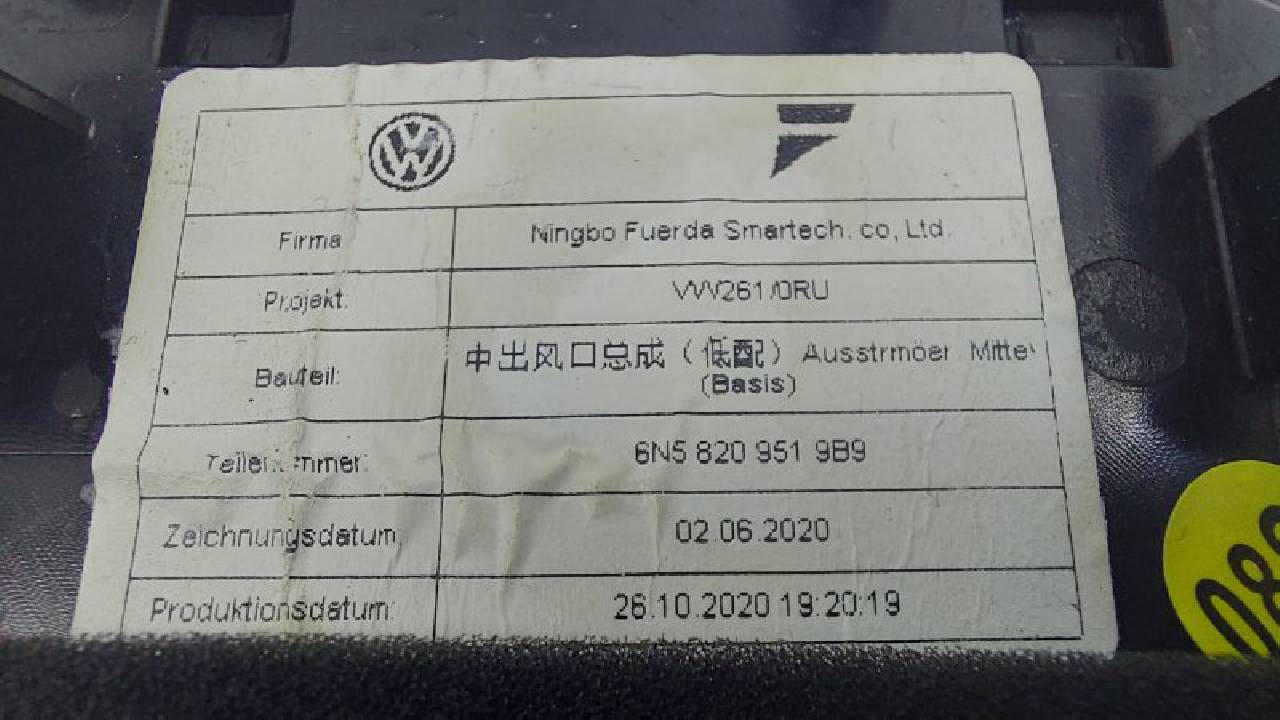 Firma Ningbo Fuerda Smartech. co, Ltd.
Projekt: VW261/0RU
中出风口总成（低配）Ausstrmöer Mitte
Bauteil:
(Basis)
6N5 820 951 9B9
Zeichnungsdatum: 02.06.2020
Produktionsdatum: 26.10.2020 19:20:19